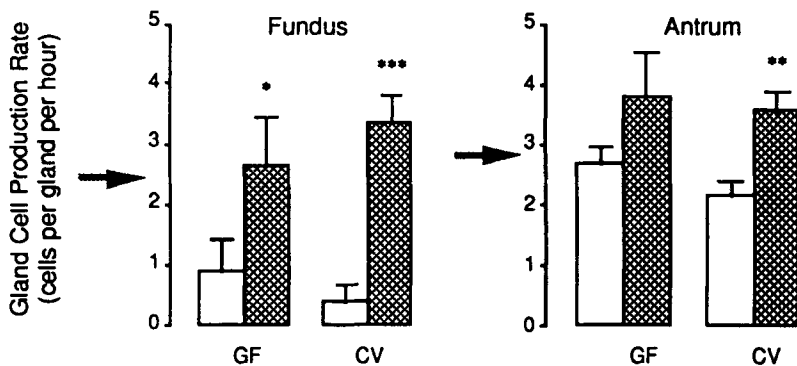 Gland Cell Production Rate
(cells per gland per hour)
Fundus
5
4
3
2
1
0
*
***
GF
CV
Antrum
5
4
3
2
1
0
**
GF
CV